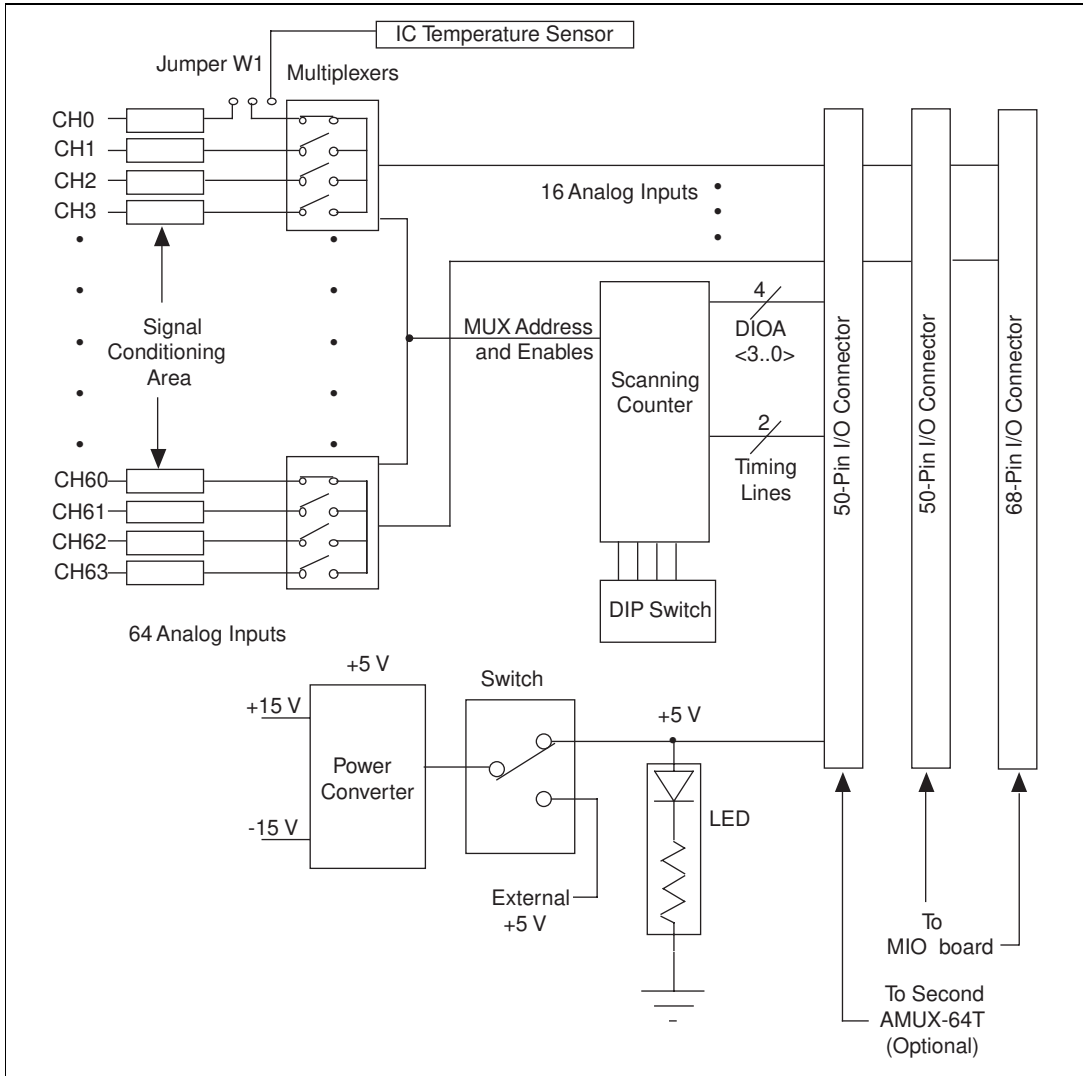 IC Temperature Sensor
Jumper W1
Multiplexers
CH0
CH1
CH2
CH3
16 Analog Inputs
4
DIOA
<3..0>
MUX Address
and Enables
Signal
Conditioning
Area
Scanning
Counter
2
Timing
Lines
CH60
CH61
CH62
CH63
DIP Switch
64 Analog Inputs
50-Pin I/O Connector
50-Pin I/O Connector
68-Pin I/O Connector
+5 V
Switch
+15 V
+5 V
Power
Converter
LED
-15 V
External
+5 V
To
MIO board
To Second
AMUX-64T
(Optional)